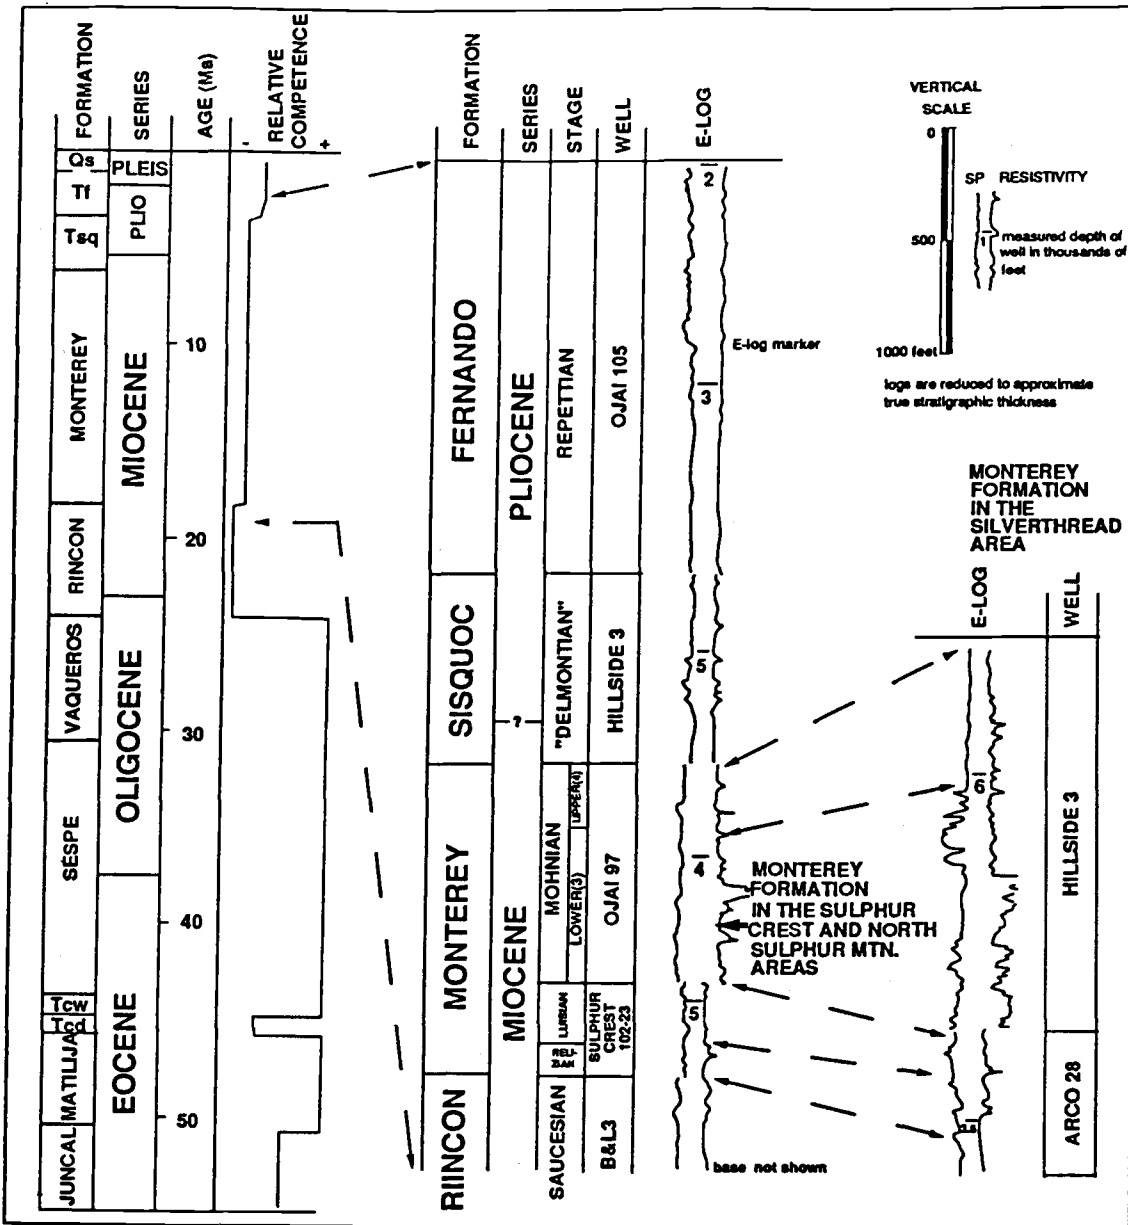 FORMATION
SERIES
AGE (Ma)
RELATIVE
COMPETENCE
-
+
Qs
Tf
Tsq
MONTEREY
RINCON
VAQUEROS
SESPE
Tcw
Tcd
MATILIJA
JUNCAL
PLEIS
PLIO
MIOCENE
OLIGOCENE
EOCENE
10
20
30
40
50
FORMATION
SERIES
STAGE
WELL
E-LOG
FERNANDO
SISQUOC
MONTEREY
RIINCON
PLIOCENE
?
MIOCENE
REPETTIAN
"DELMONTIAN"
MOHNIAN
UPPER(4)
LOWER(3)
LUISIAN
RELI-
ZIAN
SAUCESIAN
OJAI 105
HILLSIDE 3
OJAI 97
SULPHUR
CREST
102-23
B&L3
2
3
5
4
5
E-log marker
MONTEREY
FORMATION
IN THE SULPHUR
CREST AND NORTH
SULPHUR MTN.
AREAS
base not shown
VERTICAL
SCALE
0
500
1000 feet
SP
RESISTIVITY
1
measured depth of
well in thousands of
feet
logs are reduced to approximate
true stratigraphic thickness
MONTEREY
FORMATION
IN THE
SILVERTHREAD
AREA
E-LOG
WELL
6
HILLSIDE 3
ARCO 28